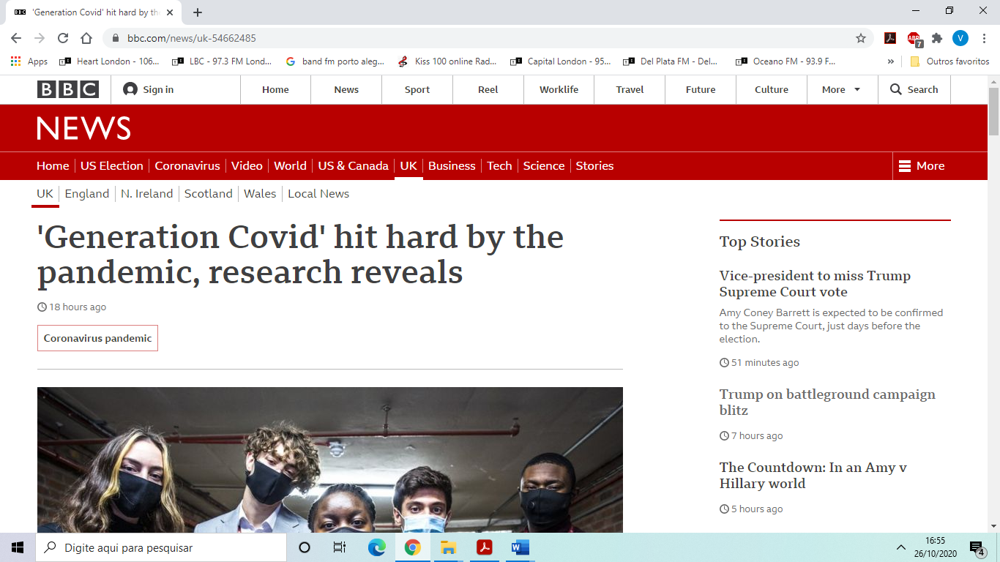 'Generation Covid' hit hard by th
bbc.com/news/uk-54662485
ABP
7
V
Apps
Heart London - 106...
LBC - 97.3 FM Lond...
band fm porto aleg...
Kiss 100 online Rad...
Capital London - 95...
Del Plata FM - Del...
Oceano FM - 93.9 F...
»
Outros favoritos
BBC
Sign in
Home
News
Sport
Reel
Worklife
Travel
Future
Culture
More
Search
NEWS
Home
US Election
Coronavirus
Video
World
US & Canada
UK
Business
Tech
Science
Stories
More
UK
England
N. Ireland
Scotland
Wales
Local News
'Generation Covid' hit hard by the
pandemic, research reveals
18 hours ago
Coronavirus pandemic
Top Stories
Vice-president to miss Trump
Supreme Court vote
Amy Coney Barrett is expected to be confirmed
to the Supreme Court, just days before the
election.
51 minutes ago
Trump on battleground campaign
blitz
7 hours ago
The Countdown: In an Amy v
Hillary world
5 hours ago
Digite aqui para pesquisar
16:55
26/10/2020
4